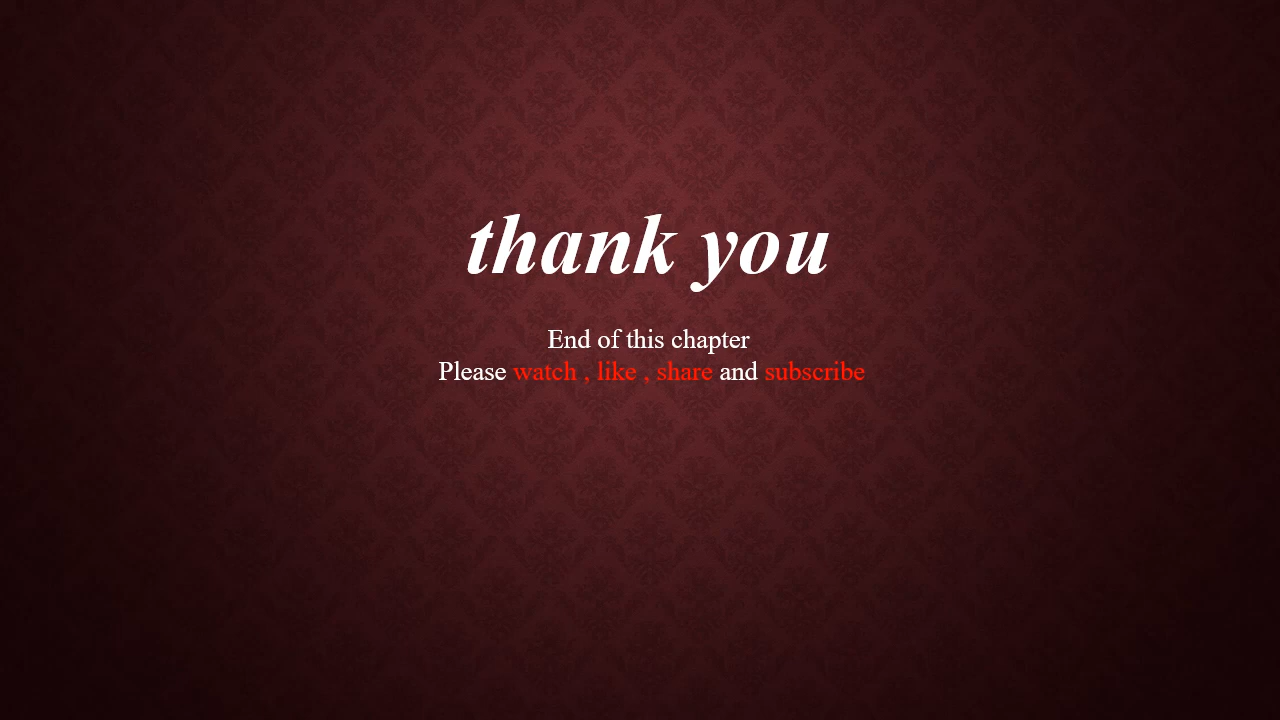 thank you
End of this chapter
Please watch , like , share and subscribe